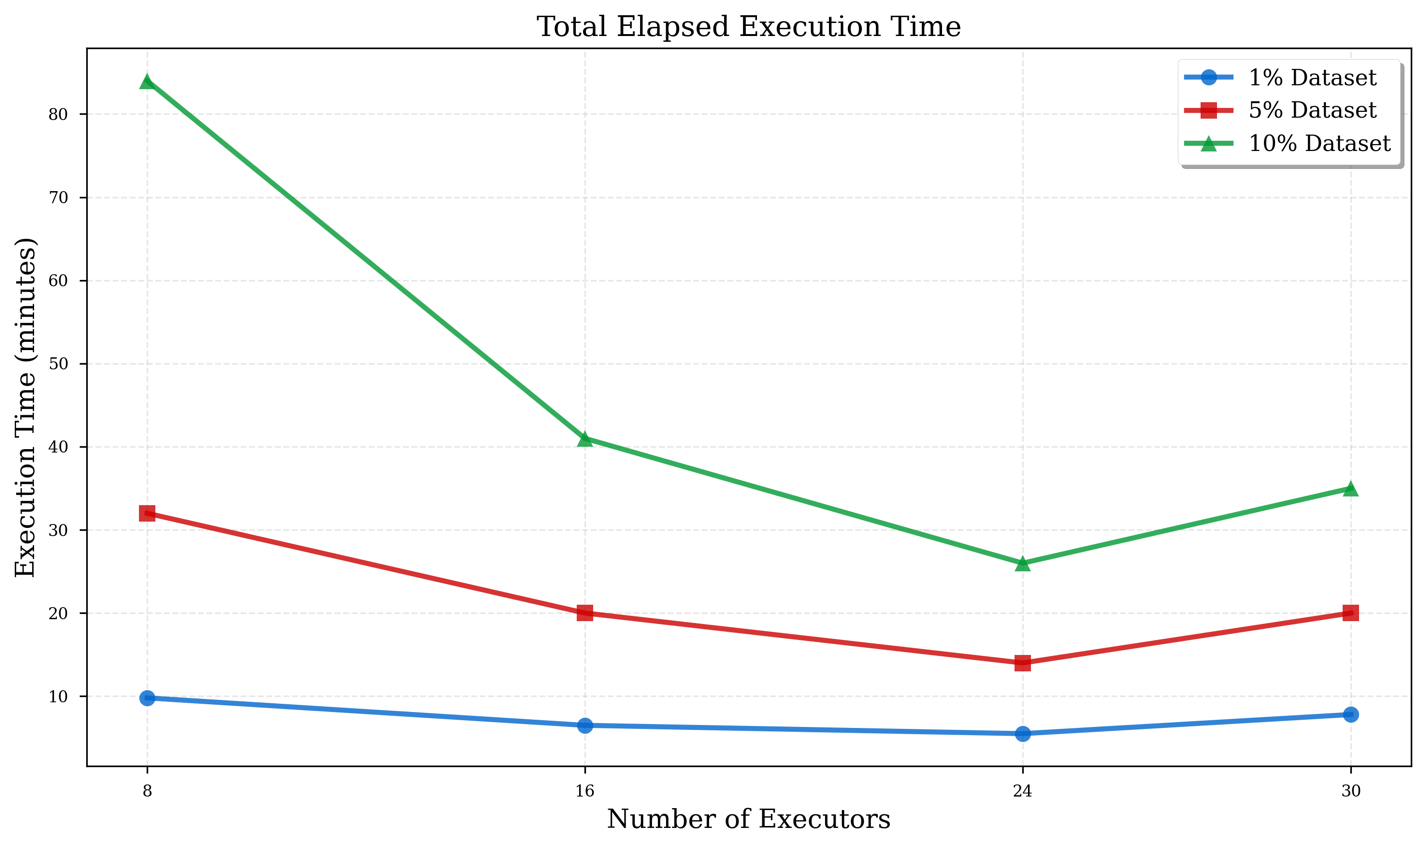 Total Elapsed Execution Time
1% Dataset
5% Dataset
10% Dataset
Execution Time (minutes)
80
70
60
50
40
30
20
10
8 16 24 30
Number of Executors